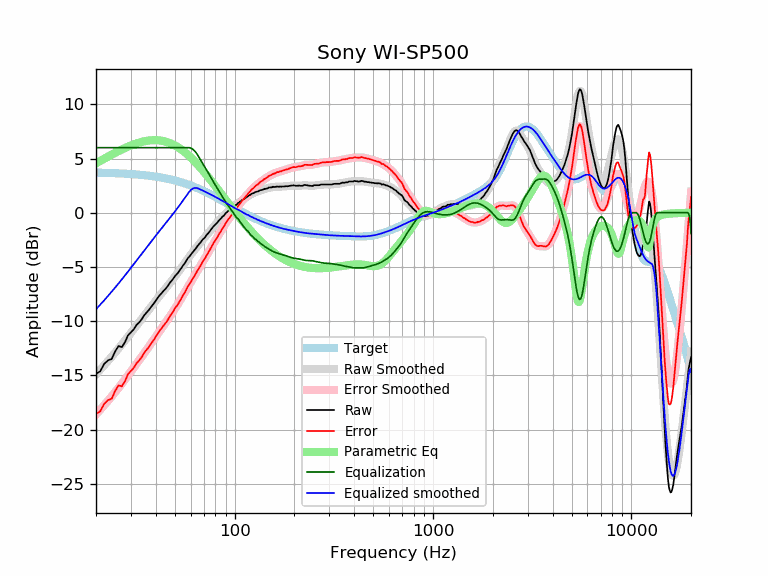 Sony WI-SP500
Amplitude (dBr)
10
5
0
−5
−10
−15
−20
−25
Target
Raw Smoothed
Error Smoothed
Raw
Error
Parametric Eq
Equalization
Equalized smoothed
100
1000
10000
Frequency (Hz)